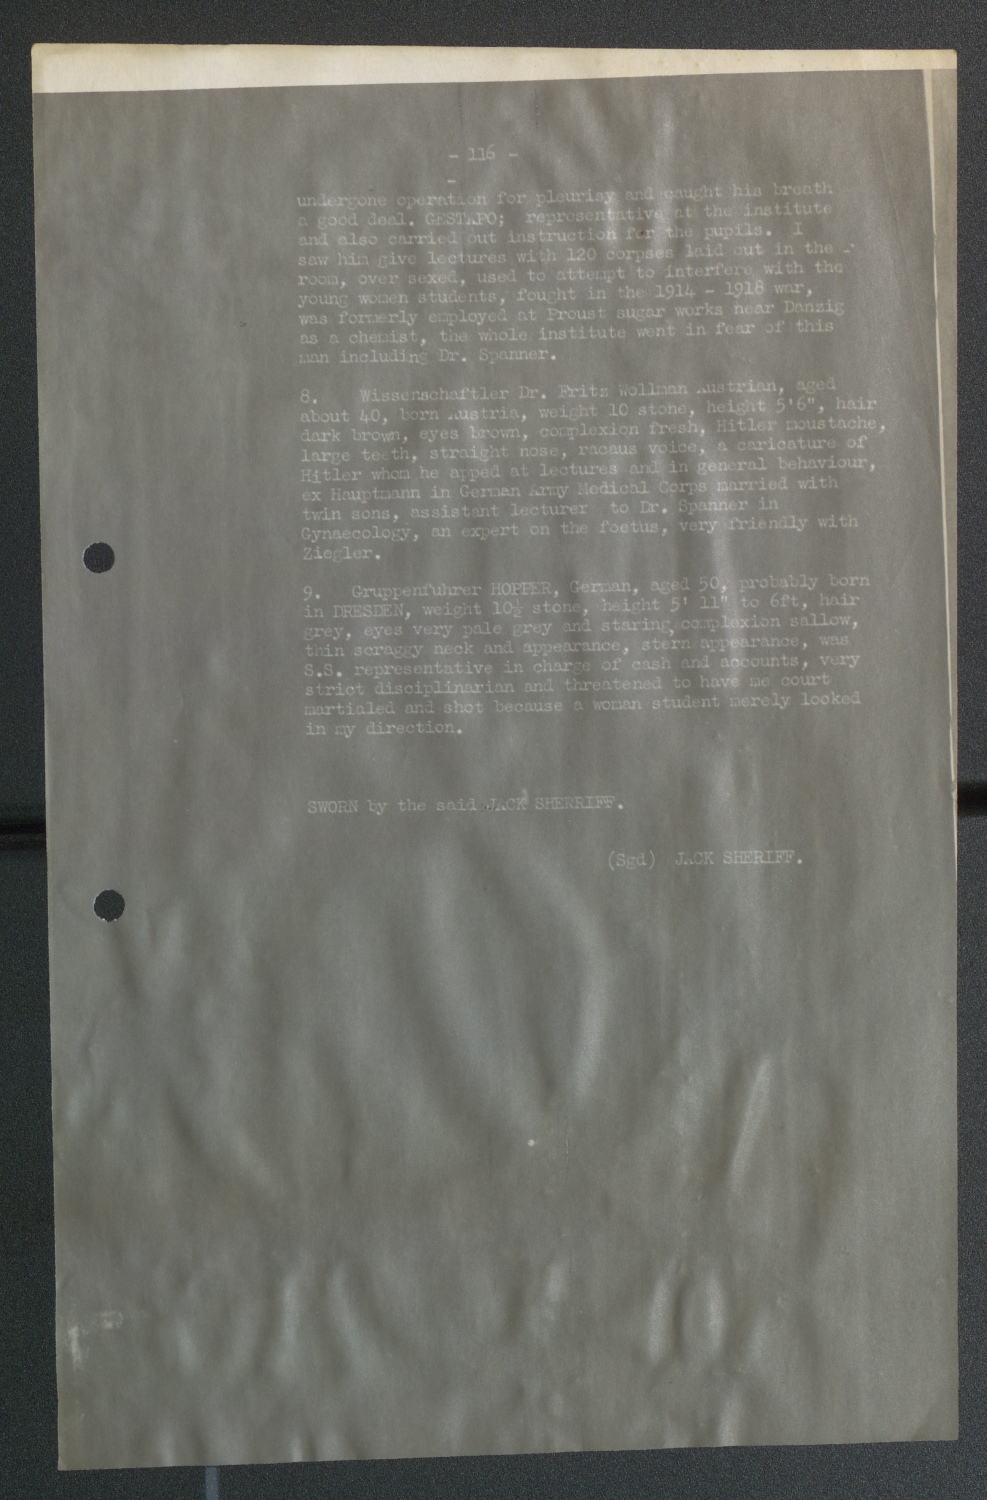 - 116 -
undergone operation for pleurisy and caught his breath
a good deal. GESTAPO; representative at the institute
and also carried out instruction for the pupils. I
saw him give lectures with 120 corpses laid out in the
room, over sexed, used to attempt to interfere with the
young women students, fought in the 1914 - 1918 war,
was formerly employed at Proust sugar works near Danzig
as a chemist, the whole institute went in fear of this
man including Dr. Spanner.
8. Wissenschaftler Dr. Fritz Wollman Austrian, aged
about 40, born Austria, weight 10 stone, height 5'6", hair
dark brown, eyes brown, complexion fresh, Hitler moustache,
large teeth, straight nose, racaus voice, a caricature of
Hitler whom he apped at lectures and in general behaviour,
ex Hauptmann in German Army Medical Corps married with
twin sons, assistant lecturer to Dr. Spanner in
Gynaecology, an expert on the foetus, very friendly with
Ziegler.
9. Gruppenfuhrer HOPPER, German, aged 50, probably born
in DRESDEN, weight 10½ stone, height 5' 11" to 6ft, hair
grey, eyes very pale grey and staring, complexion sallow,
thin scraggy neck and appearance, stern appearance, was
S.S. representative in charge of cash and accounts, very
strict disciplinarian and threatened to have me court
martialed and shot because a woman student merely looked
in my direction.
SWORN by the said JACK SHERRIFF.
(Sgd) JACK SHERIFF.